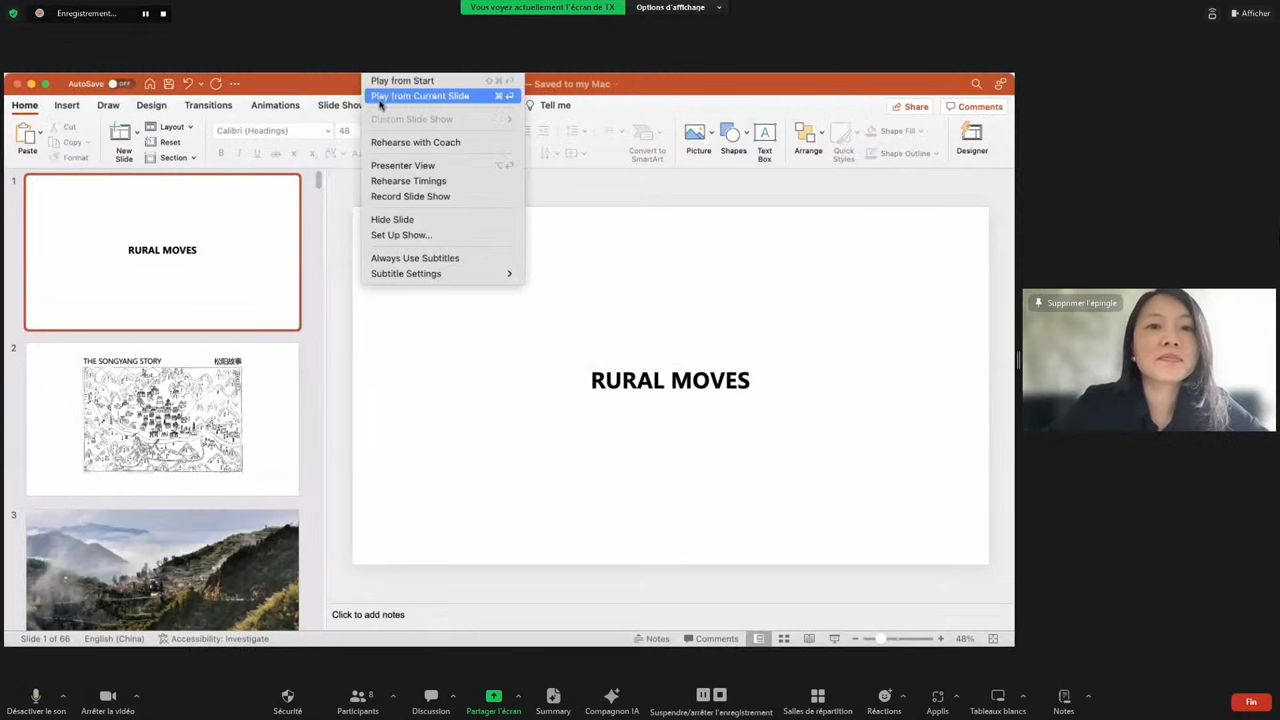 Enregistrement...
Vous voyez actuellement l'écran de TX
Options d'affichage
Afficher
AutoSave OFF
— Saved to my Mac
Home Insert Draw Design Transitions Animations Slide Show
Tell me
Share
Comments
Paste
Cut
Copy
Format
New Slide
Layout
Reset
Section
Calibri (Headings)
48
Convert to SmartArt
Picture
Shapes
Text Box
Arrange
Quick Styles
Shape Fill
Shape Outline
Designer
Play from Start
Play from Current Slide
Custom Slide Show
Rehearse with Coach
Presenter View
Rehearse Timings
Record Slide Show
Hide Slide
Set Up Show...
Always Use Subtitles
Subtitle Settings
1
RURAL MOVES
2
THE SONGYANG STORY 松阳故事
3
RURAL MOVES
Supprimer l'épingle
Click to add notes
Slide 1 of 66 English (China) Accessibility: Investigate
Notes Comments 48%
Désactiver le son
Arrêter la vidéo
Sécurité
Participants 8
Discussion
Partager l'écran
Summary
Compagnon IA
Suspendre/arrêter l'enregistrement
Salles de répartition
Réactions
Applis
Tableaux blancs
Notes
Fin